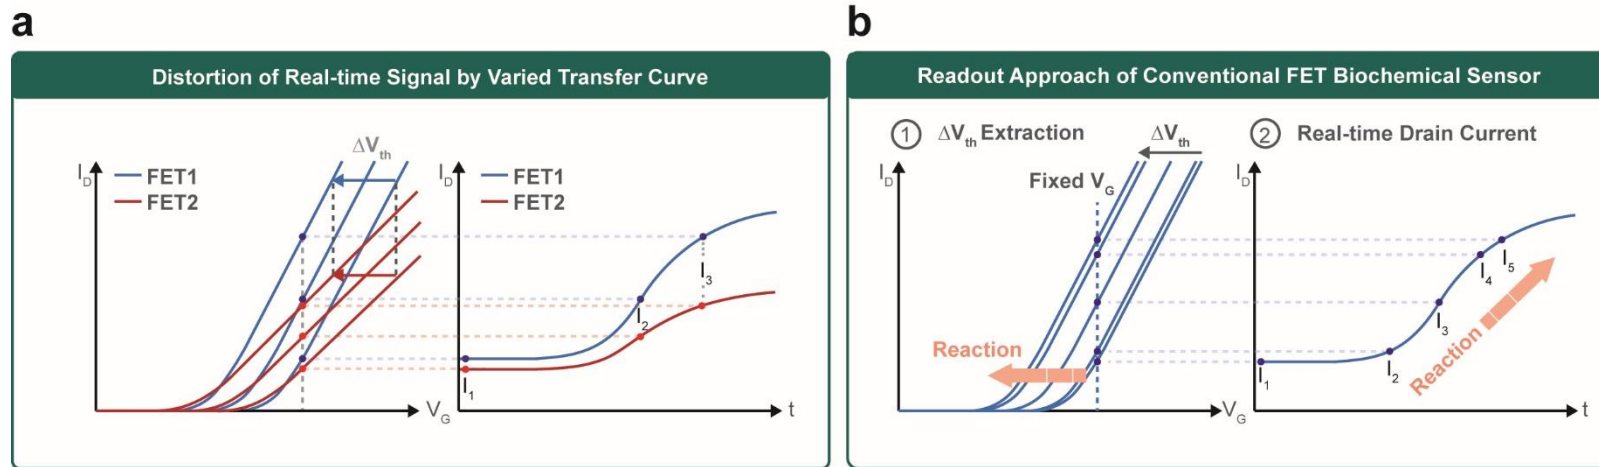 a
Distortion of Real-time Signal by Varied Transfer Curve
ΔVth
ID
FET1
FET2
VG
ID
FET1
FET2
I1
I2
I3
t
b
Readout Approach of Conventional FET Biochemical Sensor
1 ΔVth Extraction
ΔVth
ID
Fixed VG
Reaction
VG
2 Real-time Drain Current
ID
I1
I2
I3
I4
I5
Reaction
t